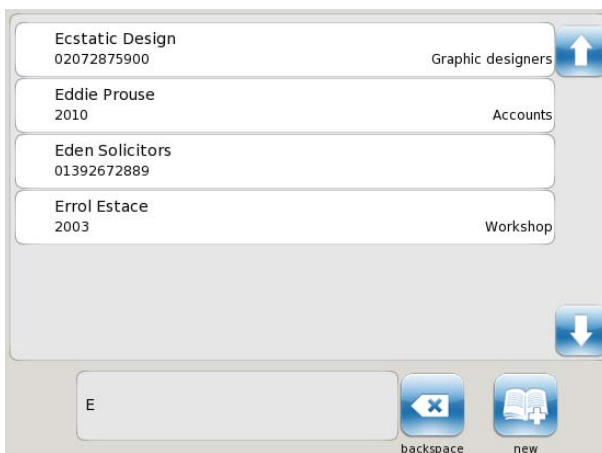 Ecstatic Design
02072875900 Graphic designers
Eddie Prouse
2010 Accounts
Eden Solicitors
01392672889
Errol Estace
2003 Workshop
E
backspace new